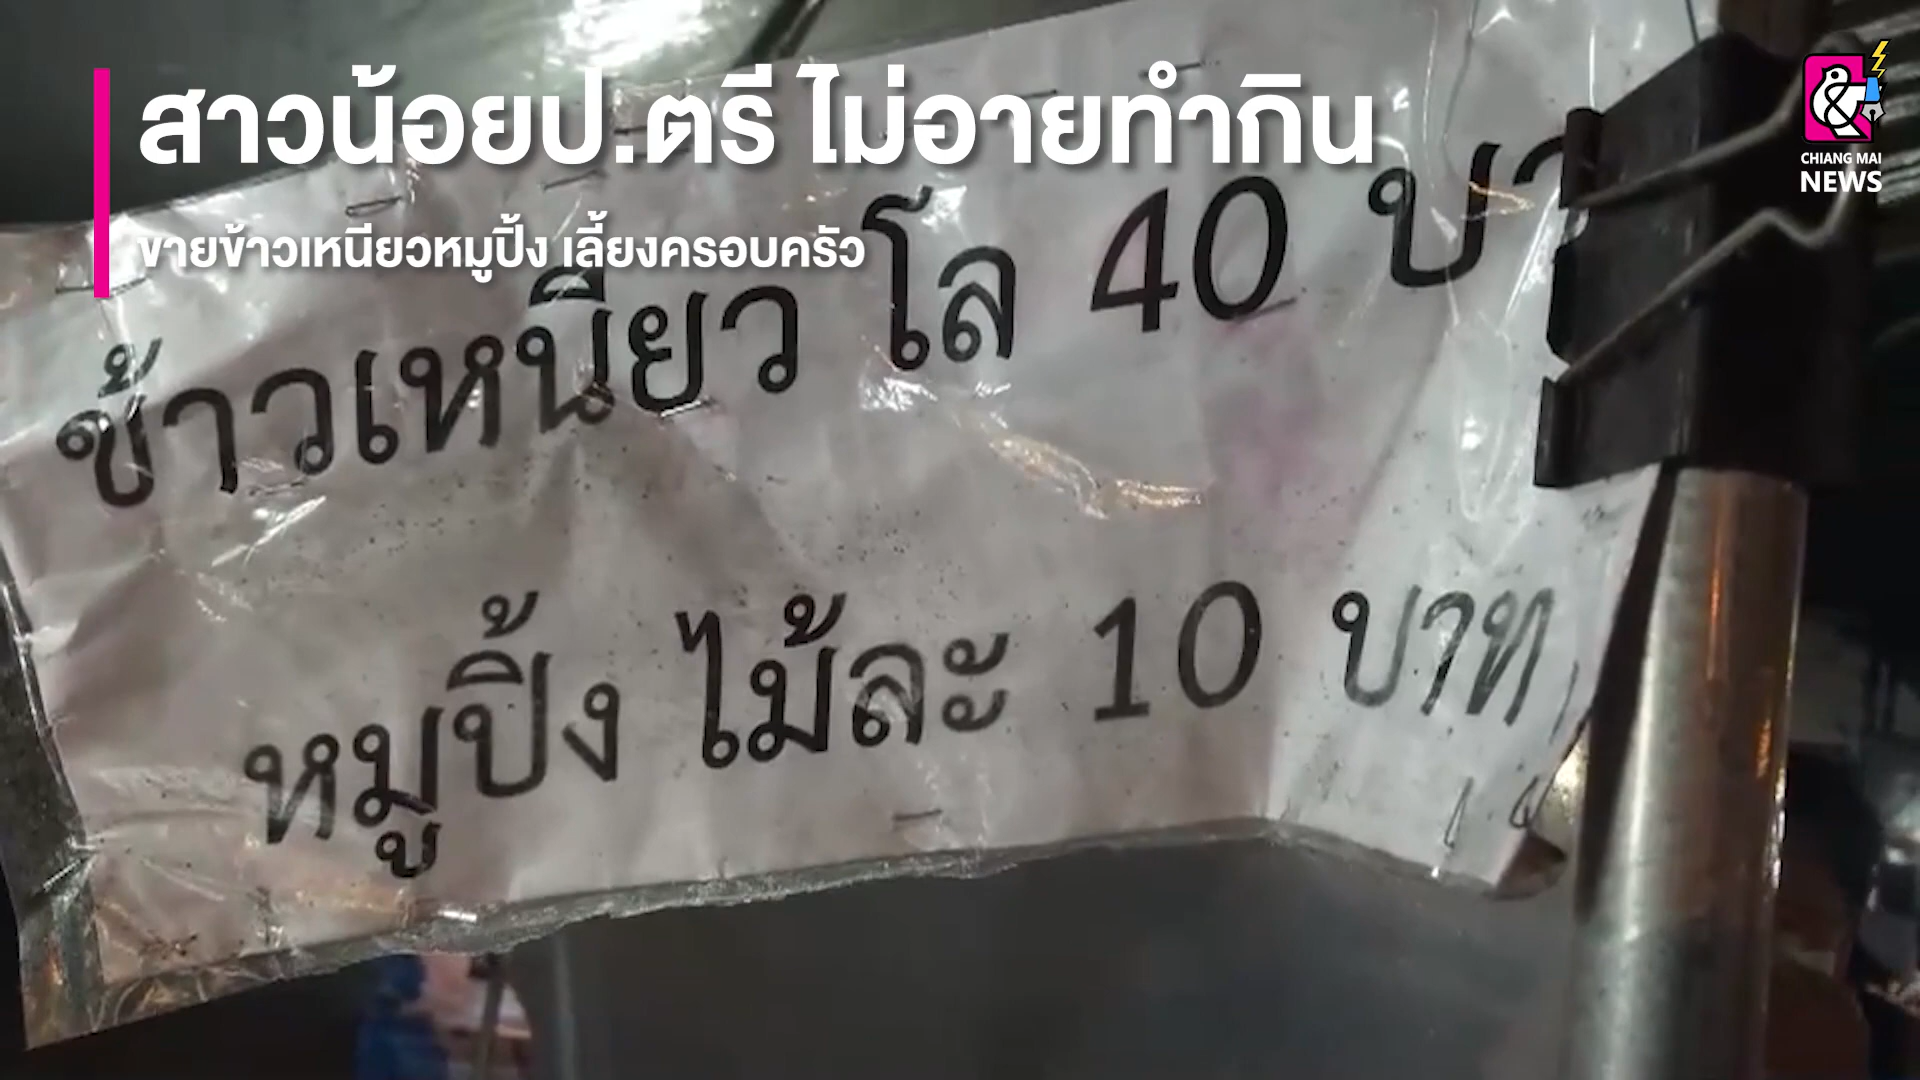 สาวน้อยป.ตรี ไม่อายทำกิน
ขายข้าวเหนียวหมูปิ้ง เลี้ยงครอบครัว
CHIANG MAI
NEWS
ข้าวเหนียว โล 40 บา
หมูปิ้ง ไม้ละ 10 บาท